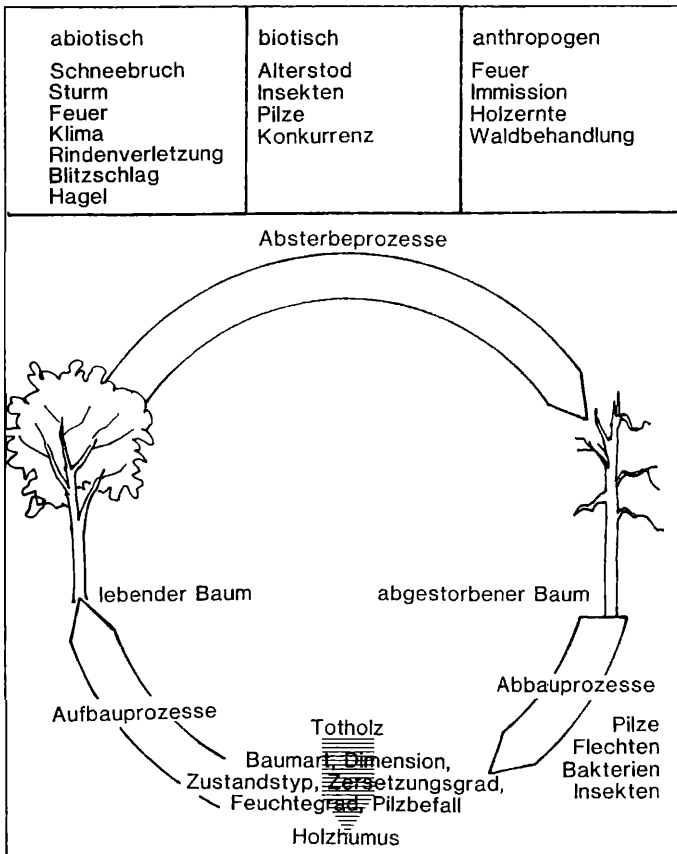 abiotisch
Schneebruch
Sturm
Feuer
Klima
Rindenverletzung
Blitzschlag
Hagel
biotisch
Alterstod
Insekten
Pilze
Konkurrenz
anthropogen
Feuer
Immission
Holzernte
Waldbehandlung
Absterbeprozesse
lebender Baum
abgestorbener Baum
Abbauprozesse
Pilze
Flechten
Bakterien
Insekten
Aufbauprozesse
Totholz
Baumart, Dimension,
Zustandstyp, Zersetzungsgrad,
Feuchtegrad, Pilzbefall
Holzhumus